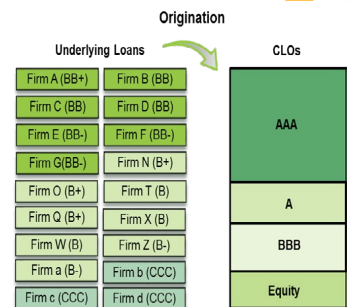 Origination
Underlying Loans
CLOs
Firm A (BB+) Firm B (BB)
Firm C (BB) Firm D (BB)
Firm E (BB-) Firm F (BB-)
Firm G(BB-) Firm N (B+)
Firm O (B+) Firm T (B)
Firm Q (B+) Firm X (B)
Firm W (B) Firm Z (B-)
Firm a (B-) Firm b (CCC)
Firm c (CCC) Firm d (CCC)
AAA
A
BBB
Equity